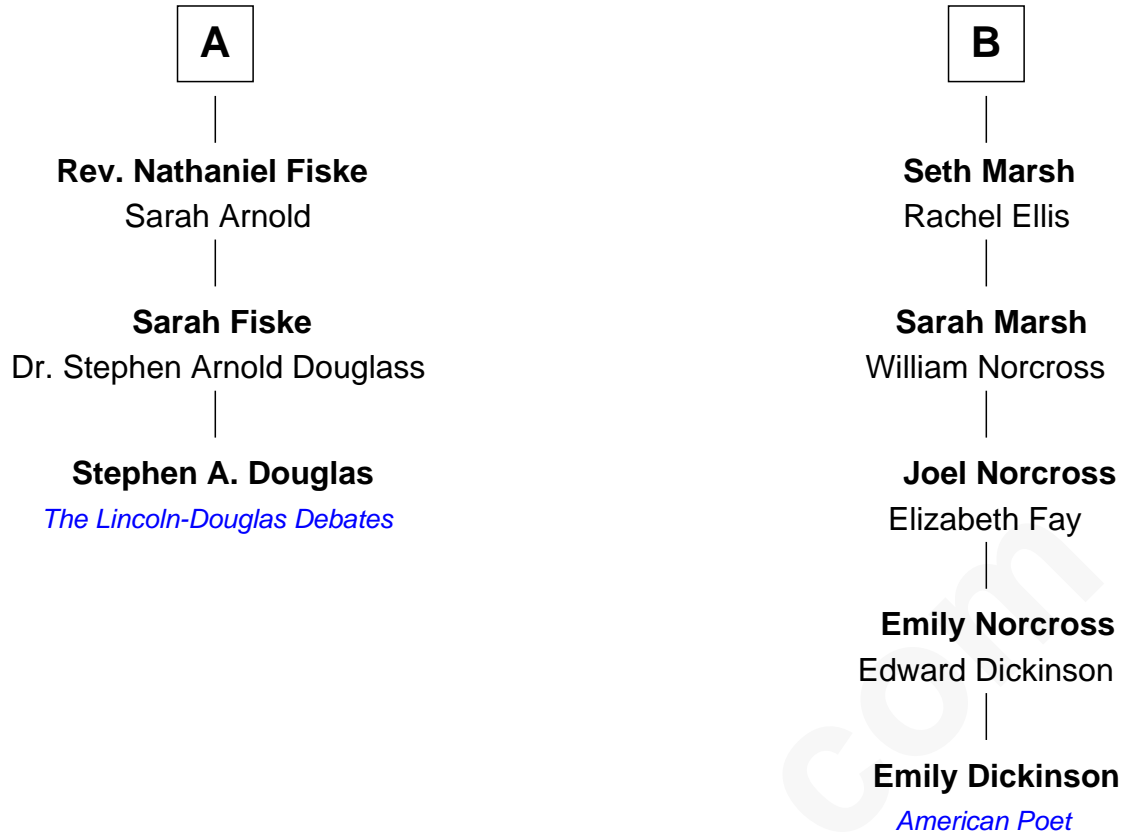 A
Rev. Nathaniel Fiske
Sarah Arnold
Sarah Fiske
Dr. Stephen Arnold Douglass
Stephen A. Douglas
The Lincoln-Douglas Debates
B
Seth Marsh
Rachel Ellis
Sarah Marsh
William Norcross
Joel Norcross
Elizabeth Fay
Emily Norcross
Edward Dickinson
Emily Dickinson
American Poet
com